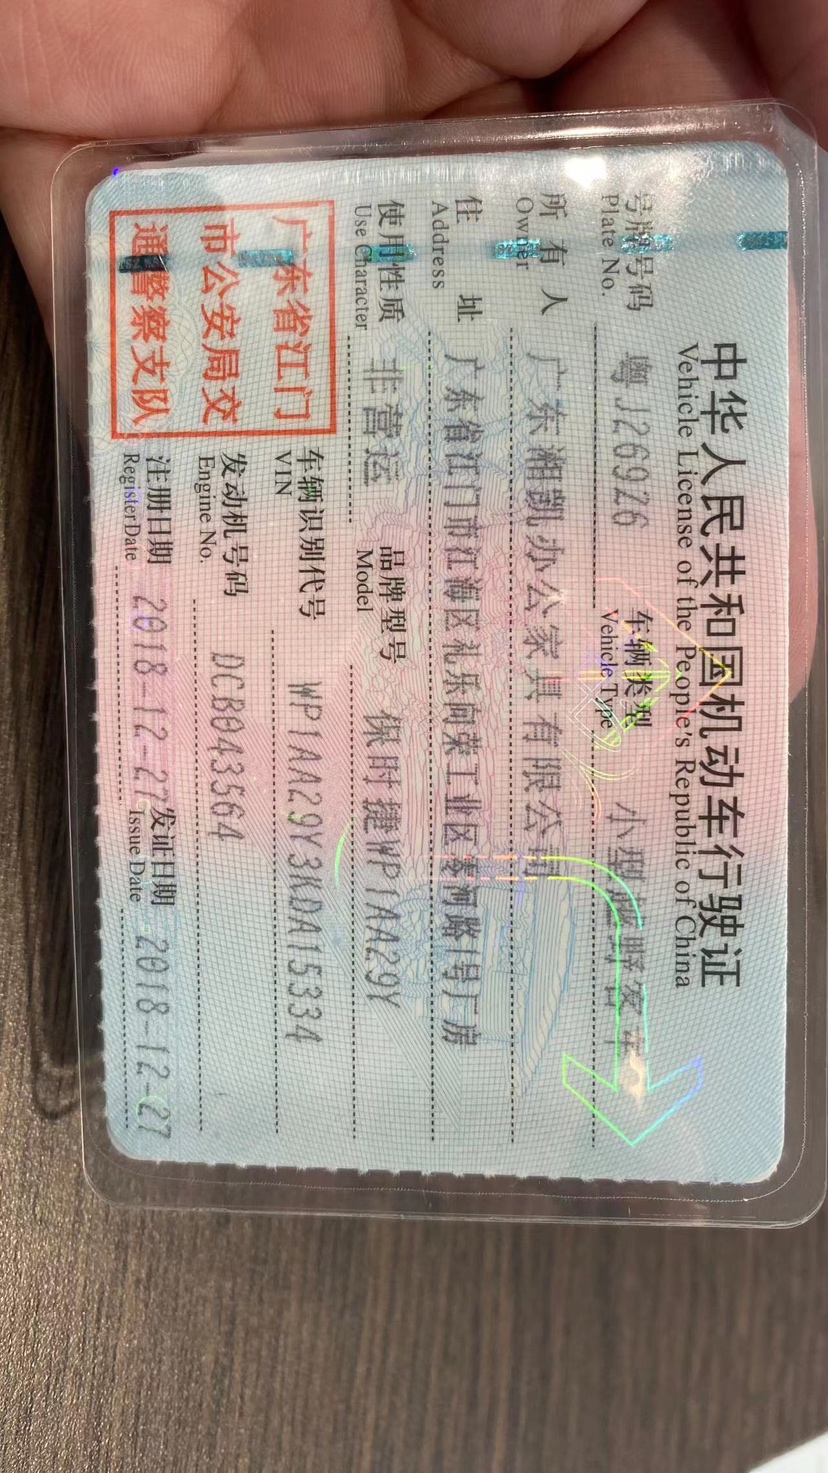 中华人民共和国机动车行驶证
Vehicle License of the People's Republic of China
号牌号码 粤J269Z6 车辆类型 小型越野客车
Plate No. Vehicle Type
所有人 广东湘凯办公家具有限公司
Owner
住址 广东省江门市江海区礼乐向荣工业区 河路1号厂房
Address
使用性质 非营运 品牌型号 保时捷WP1AA29Y
Use Character Model
车辆识别代号 WP1AA29Y3KDA15334
VIN
发动机号码 DCB043564
Engine No.
注册日期 2018-12-27 发证日期 2018-12-27
Register Date Issue Date
广东省江门
市公安局交
通警察支队